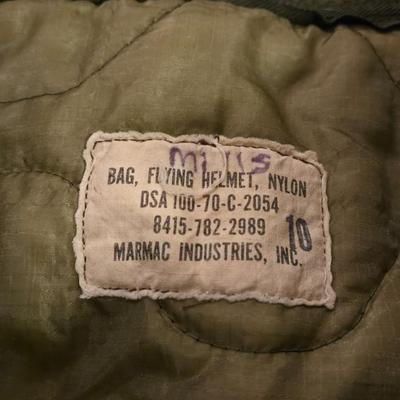 Mills
BAG, FLYING HELMET, NYLON
DSA 100-70-C-2054
8415-782-2989
MARMAC INDUSTRIES, INC.
10